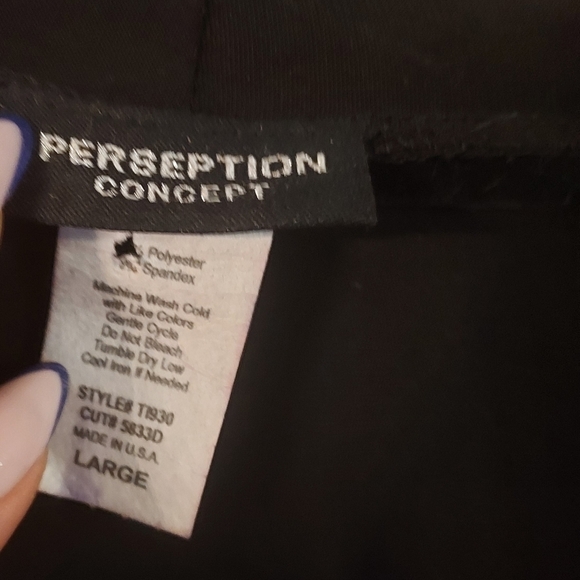 PERSEPTION
CONCEPT
Polyester
Spandex
Machine Wash Cold
with Like Colors
Gentle Cycle
Do Not Bleach
Tumble Dry Low
Cool Iron If Needed
STYLE# TI930
CUT# 5833D
MADE IN U.S.A.
LARGE